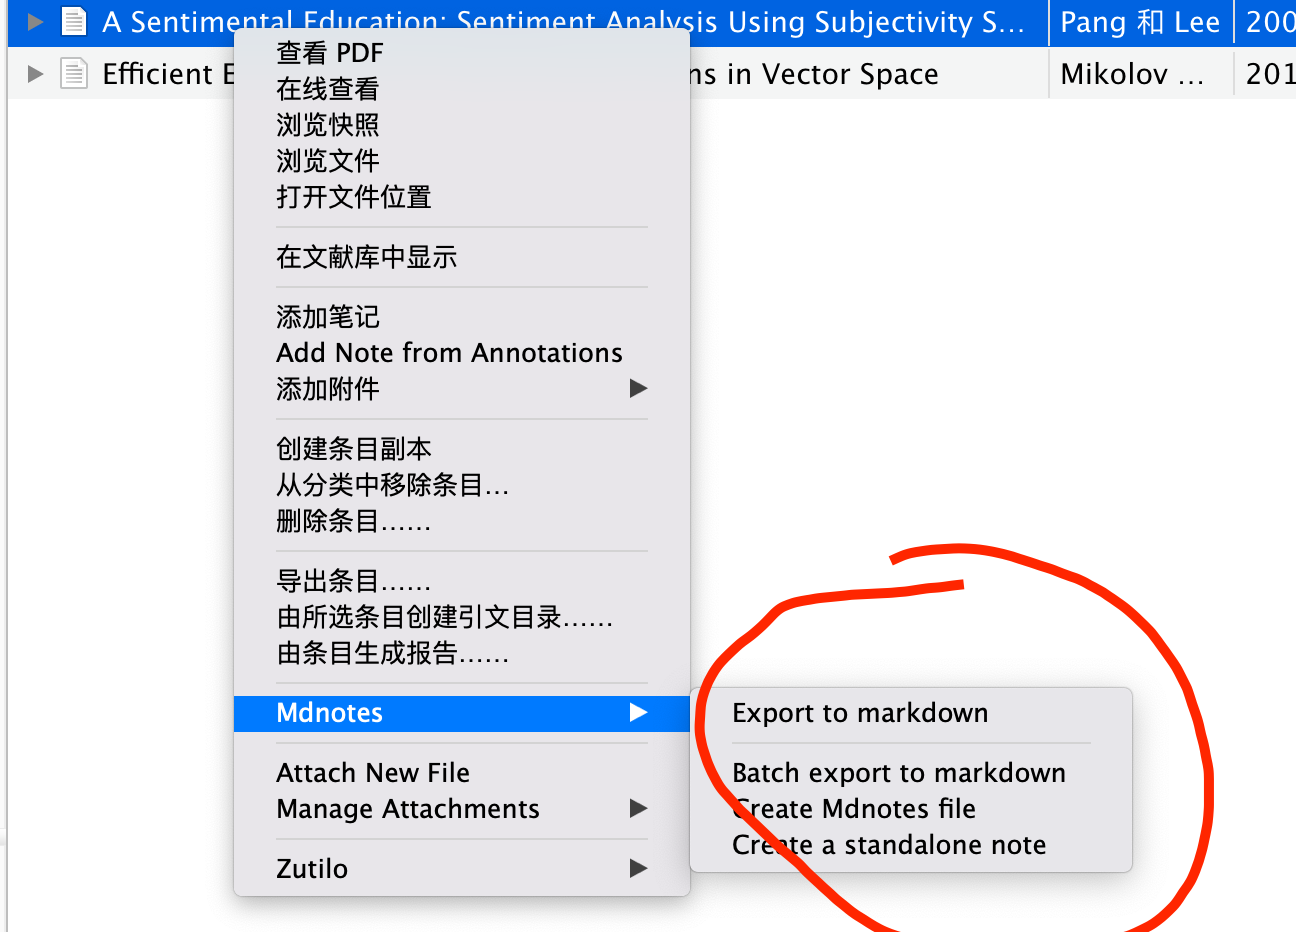 A Sentimental Education: Sentiment Analysis Using Subjectivity S... Pang 和 Lee 200
Efficient E ns in Vector Space Mikolov ... 201
查看 PDF
在线查看
浏览快照
浏览文件
打开文件位置
在文献库中显示
添加笔记
Add Note from Annotations
添加附件
创建条目副本
从分类中移除条目...
删除条目......
导出条目......
由所选条目创建引文目录......
由条目生成报告......
Mdnotes
Attach New File
Manage Attachments
Zutilo
Export to markdown
Batch export to markdown
Create Mdnotes file
Create a standalone note